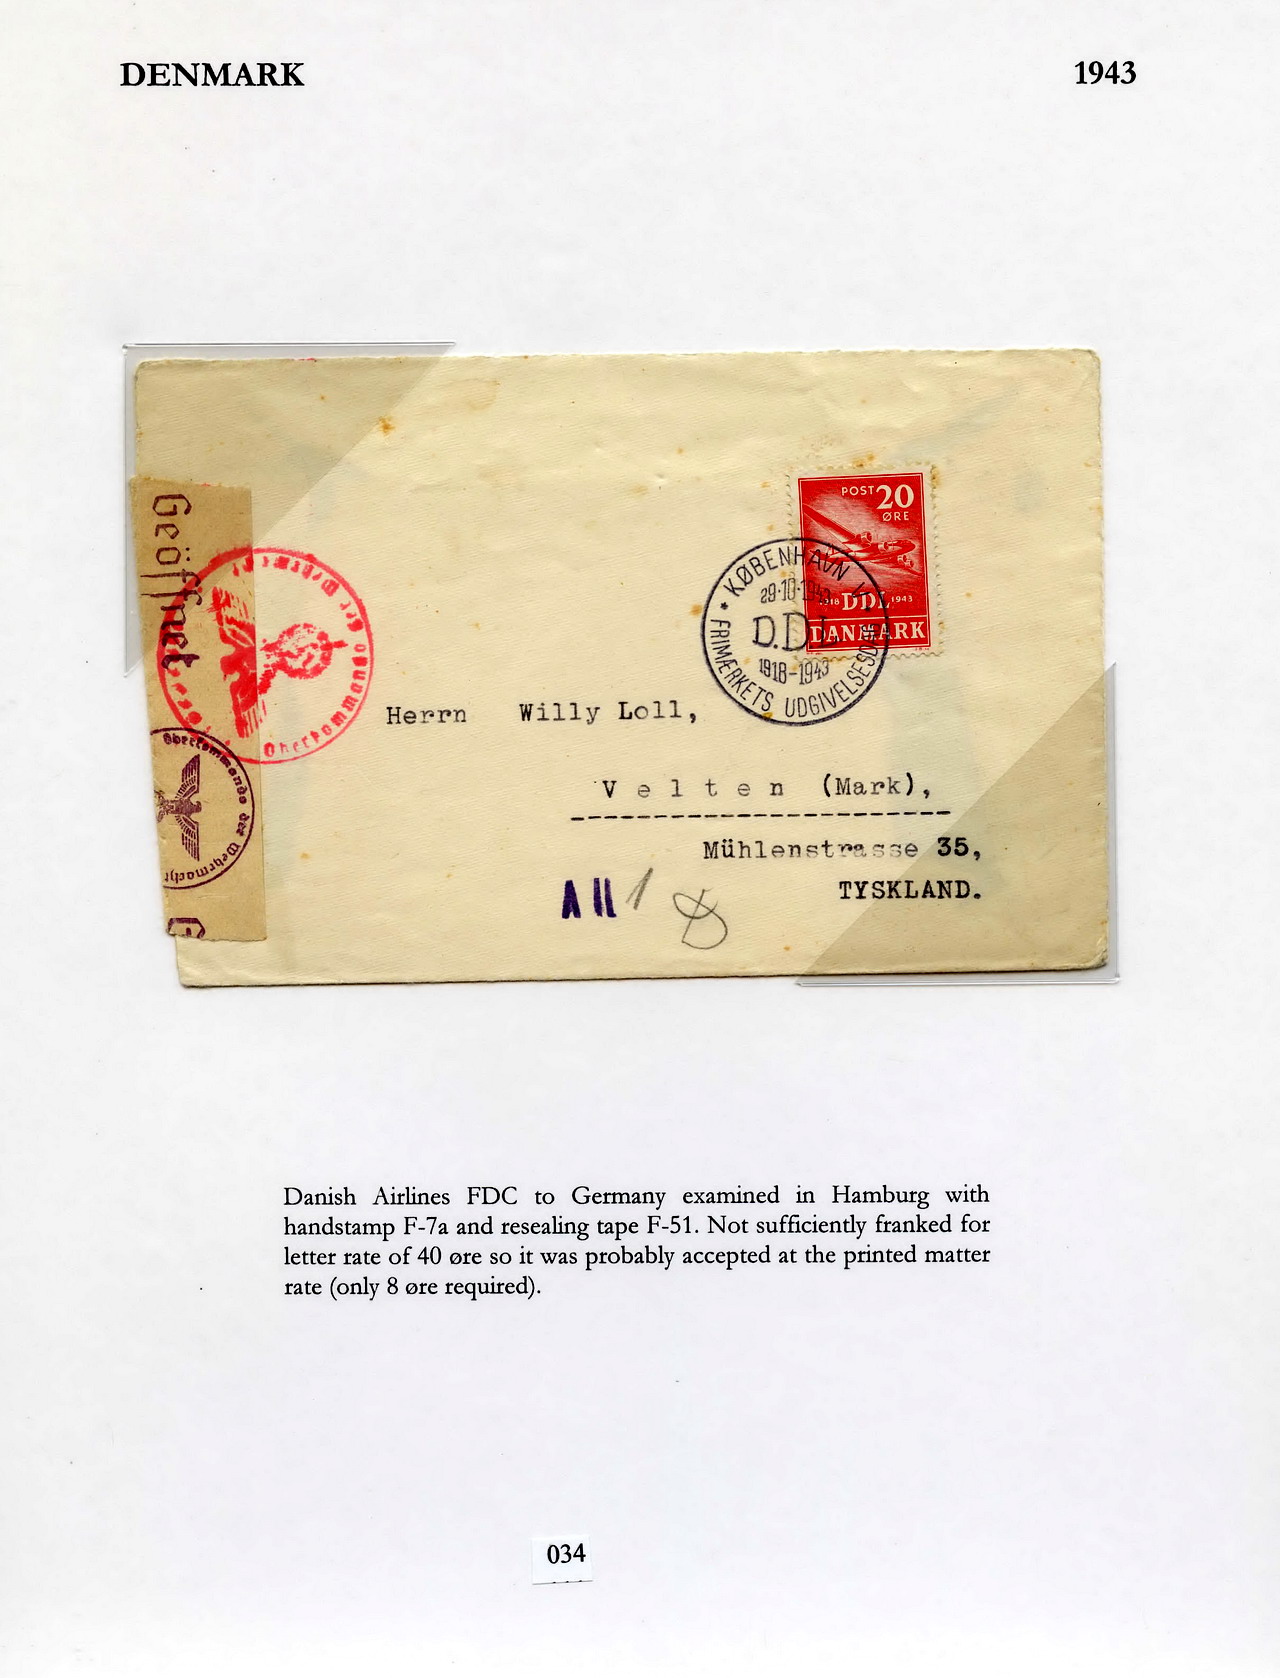 DENMARK 1943
Geöffnet
Oberkommando der Wehrmacht
Oberkommando der Wehrmacht
POST 20
ØRE
1918 DDL 1943
DANMARK
* KØBENHAVN
29·10·1943
D.D.L.
1918-1943
FRIMÆRKETS UDGIVELSESDAG
Herrn Willy Loll,
Velten (Mark),
Mühlenstrasse 35,
TYSKLAND.
A
Danish Airlines FDC to Germany examined in Hamburg with
handstamp F-7a and resealing tape F-51. Not sufficiently franked for
letter rate of 40 øre so it was probably accepted at the printed matter
rate (only 8 øre required).
034